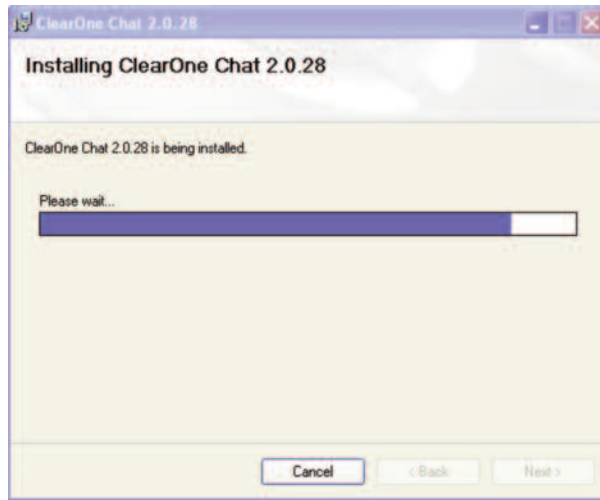 ClearOne Chat 2.0.28
Installing ClearOne Chat 2.0.28
ClearOne Chat 2.0.28 is being installed.
Please wait...
Cancel
< Back
Next >